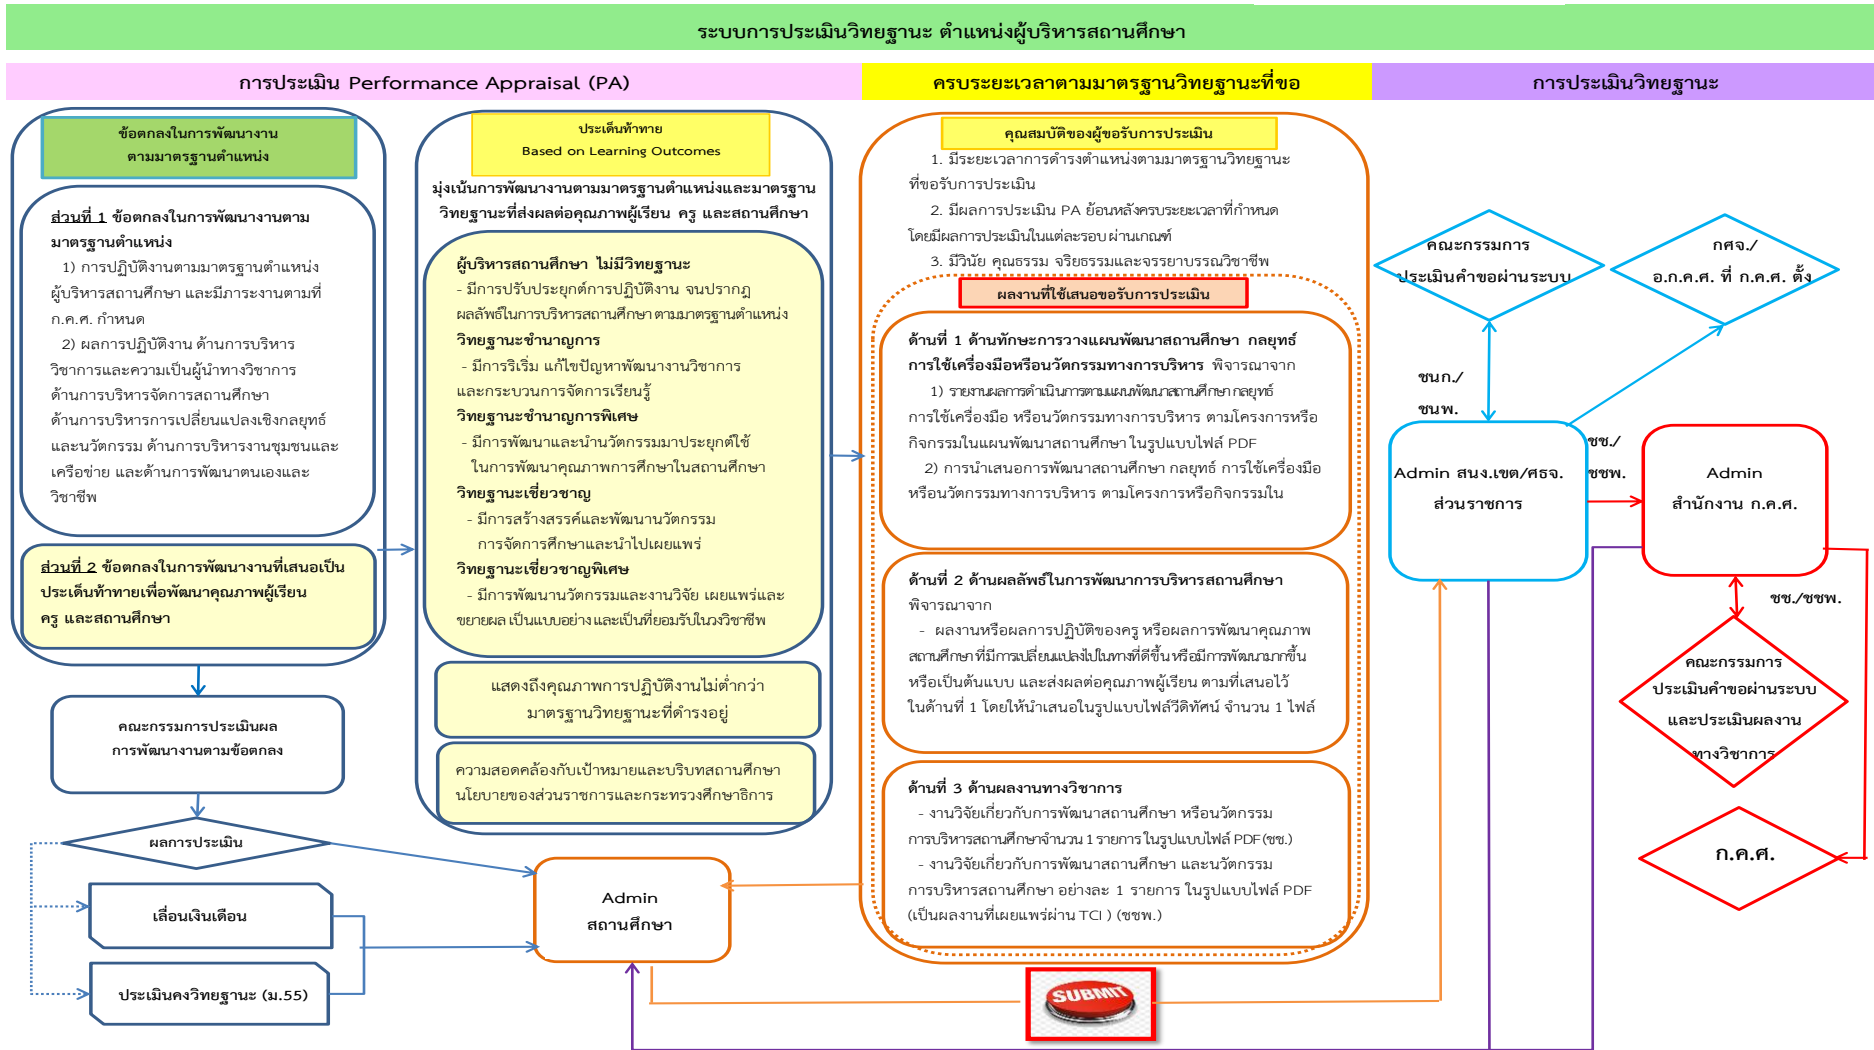 ระบบการประเมินวิทยฐานะ ตำแหน่งผู้บริหารสถานศึกษา
การประเมิน Performance Appraisal (PA)
ครบระยะเวลาตามมาตรฐานวิทยฐานะที่ขอ
การประเมินวิทยฐานะ
ข้อตกลงในการพัฒนางาน
ตามมาตรฐานตำแหน่ง
ส่วนที่ 1 ข้อตกลงในการพัฒนางานตาม
มาตรฐานตำแหน่ง
1) การปฏิบัติงานตามมาตรฐานตำแหน่ง
ผู้บริหารสถานศึกษา และมีภาระงานตามที่
ก.ค.ศ. กำหนด
2) ผลการปฏิบัติงาน ด้านการบริหาร
วิชาการและความเป็นผู้นำทางวิชาการ
ด้านการบริหารจัดการสถานศึกษา
ด้านการบริหารการเปลี่ยนแปลงเชิงกลยุทธ์
และนวัตกรรม ด้านการบริหารงานชุมชนและ
เครือข่าย และด้านการพัฒนาตนเองและ
วิชาชีพ
ส่วนที่ 2 ข้อตกลงในการพัฒนางานที่เสนอเป็น
ประเด็นท้าทายเพื่อพัฒนาคุณภาพผู้เรียน
ครู และสถานศึกษา
คณะกรรมการประเมินผล
การพัฒนางานตามข้อตกลง
ผลการประเมิน
เลื่อนเงินเดือน
ประเมินคงวิทยฐานะ (ม.55)
ประเด็นท้าทาย
Based on Learning Outcomes
มุ่งเน้นการพัฒนางานตามมาตรฐานตำแหน่งและมาตรฐาน
วิทยฐานะที่ส่งผลต่อคุณภาพผู้เรียน ครู และสถานศึกษา
ผู้บริหารสถานศึกษา ไม่มีวิทยฐานะ
- มีการปรับประยุกต์การปฏิบัติงาน จนปรากฎ
ผลลัพธ์ในการบริหารสถานศึกษา ตามมาตรฐานตำแหน่ง
วิทยฐานะชำนาญการ
- มีการริเริ่ม แก้ไขปัญหาพัฒนางานวิชาการ
และกระบวนการจัดการเรียนรู้
วิทยฐานะชำนาญการพิเศษ
- มีการพัฒนาและนำนวัตกรรมมาประยุกต์ใช้
ในการพัฒนาคุณภาพการศึกษาในสถานศึกษา
วิทยฐานะเชี่ยวชาญ
- มีการสร้างสรรค์และพัฒนานวัตกรรม
การจัดการศึกษาและนำไปเผยแพร่
วิทยฐานะเชี่ยวชาญพิเศษ
- มีการพัฒนานวัตกรรมและงานวิจัย เผยแพร่และ
ขยายผล เป็นแบบอย่าง และเป็นที่ยอมรับในวงวิชาชีพ
แสดงถึงคุณภาพการปฏิบัติงานไม่ต่ำกว่า
มาตรฐานวิทยฐานะที่ดำรงอยู่
ความสอดคล้องกับเป้าหมายและบริบทสถานศึกษา
นโยบายของส่วนราชการและกระทรวงศึกษาธิการ
Admin
สถานศึกษา
คุณสมบัติของผู้ขอรับการประเมิน
1. มีระยะเวลาการดำรงตำแหน่งตามมาตรฐานวิทยฐานะ
ที่ขอรับการประเมิน
2. มีผลการประเมิน PA ย้อนหลังครบระยะเวลาที่กำหนด
โดยมีผลการประเมินในแต่ละรอบ ผ่านเกณฑ์
3. มีวินัย คุณธรรม จริยธรรมและจรรยาบรรณวิชาชีพ
ผลงานที่ใช้เสนอขอรับการประเมิน
ด้านที่ 1 ด้านทักษะการวางแผนพัฒนาสถานศึกษา กลยุทธ์
การใช้เครื่องมือหรือนวัตกรรมทางการบริหาร พิจารณาจาก
1) รายงานผลการดำเนินการตามแผนพัฒนาสถานศึกษา กลยุทธ์
การใช้เครื่องมือ หรือนวัตกรรมทางการบริหาร ตามโครงการหรือ
กิจกรรมในแผนพัฒนาสถานศึกษา ในรูปแบบไฟล์ PDF
2) การนำเสนอการพัฒนาสถานศึกษา กลยุทธ์ การใช้เครื่องมือ
หรือนวัตกรรมทางการบริหาร ตามโครงการหรือกิจกรรมใน
ด้านที่ 2 ด้านผลลัพธ์ในการพัฒนาการบริหารสถานศึกษา
พิจารณาจาก
- ผลงานหรือผลการปฏิบัติของครู หรือผลการพัฒนาคุณภาพ
สถานศึกษา ที่มีการเปลี่ยนแปลงไปในทางที่ดีขึ้น หรือมีการพัฒนามากขึ้น
หรือเป็นต้นแบบ และส่งผลต่อคุณภาพผู้เรียน ตามที่เสนอไว้
ในด้านที่ 1 โดยให้นำเสนอในรูปแบบไฟล์วีดิทัศน์ จำนวน 1 ไฟล์
ด้านที่ 3 ด้านผลงานทางวิชาการ
- งานวิจัยเกี่ยวกับการพัฒนาสถานศึกษา หรือนวัตกรรม
การบริหารสถานศึกษาจำนวน 1 รายการ ในรูปแบบไฟล์ PDF (ชช.)
- งานวิจัยเกี่ยวกับการพัฒนาสถานศึกษา และนวัตกรรม
การบริหารสถานศึกษา อย่างละ 1 รายการ ในรูปแบบไฟล์ PDF
(เป็นผลงานที่เผยแพร่ผ่าน TCI ) (ชชพ.)
SUBMIT
คณะกรรมการ
ประเมินคำขอผ่านระบบ
กศจ./
อ.ก.ค.ศ. ที่ ก.ค.ศ. ตั้ง
ชนก./
ชนพ.
Admin สนง.เขต/ศธจ.
ส่วนราชการ
ชช./
ชชพ.
Admin
สำนักงาน ก.ค.ศ.
ชช./ชชพ.
คณะกรรมการ
ประเมินคำขอผ่านระบบ
และประเมินผลงาน
ทางวิชาการ
ก.ค.ศ.